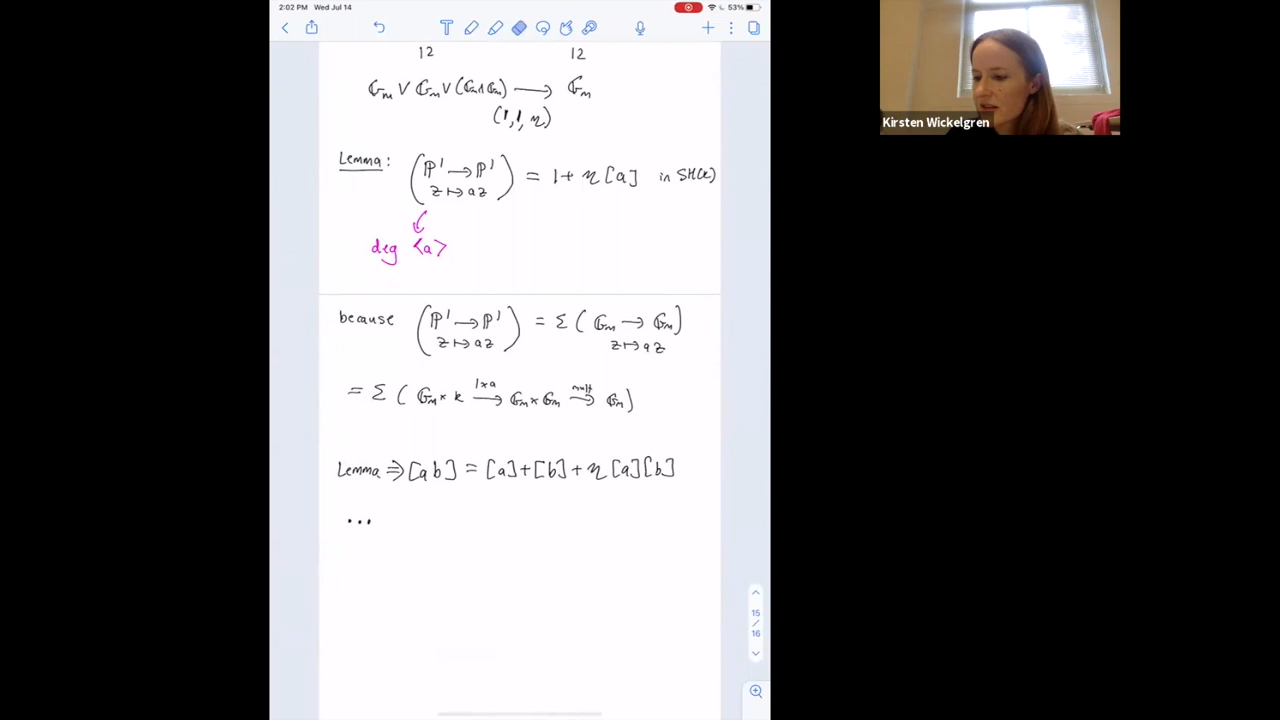 2:02 PM Wed Jul 14
53%
T
12 12
𝔾m ∨ 𝔾m ∨ (𝔾m ∧ 𝔾m) ⟶ 𝔾m
(1, 1, η)
Kirsten Wickelgren
Lemma: (ℙ¹ → ℙ¹ = 1 + η [a] in SH(k)
z ↦ az)
deg <a>
because (ℙ¹ → ℙ¹ = Σ ( 𝔾m → 𝔾m )
z ↦ az) z ↦ az
= Σ ( 𝔾m × k —1×a→ 𝔾m × 𝔾m —mult→ 𝔾m )
Lemma ⇒ [ab] = [a] + [b] + η [a][b]
...
15
/
16